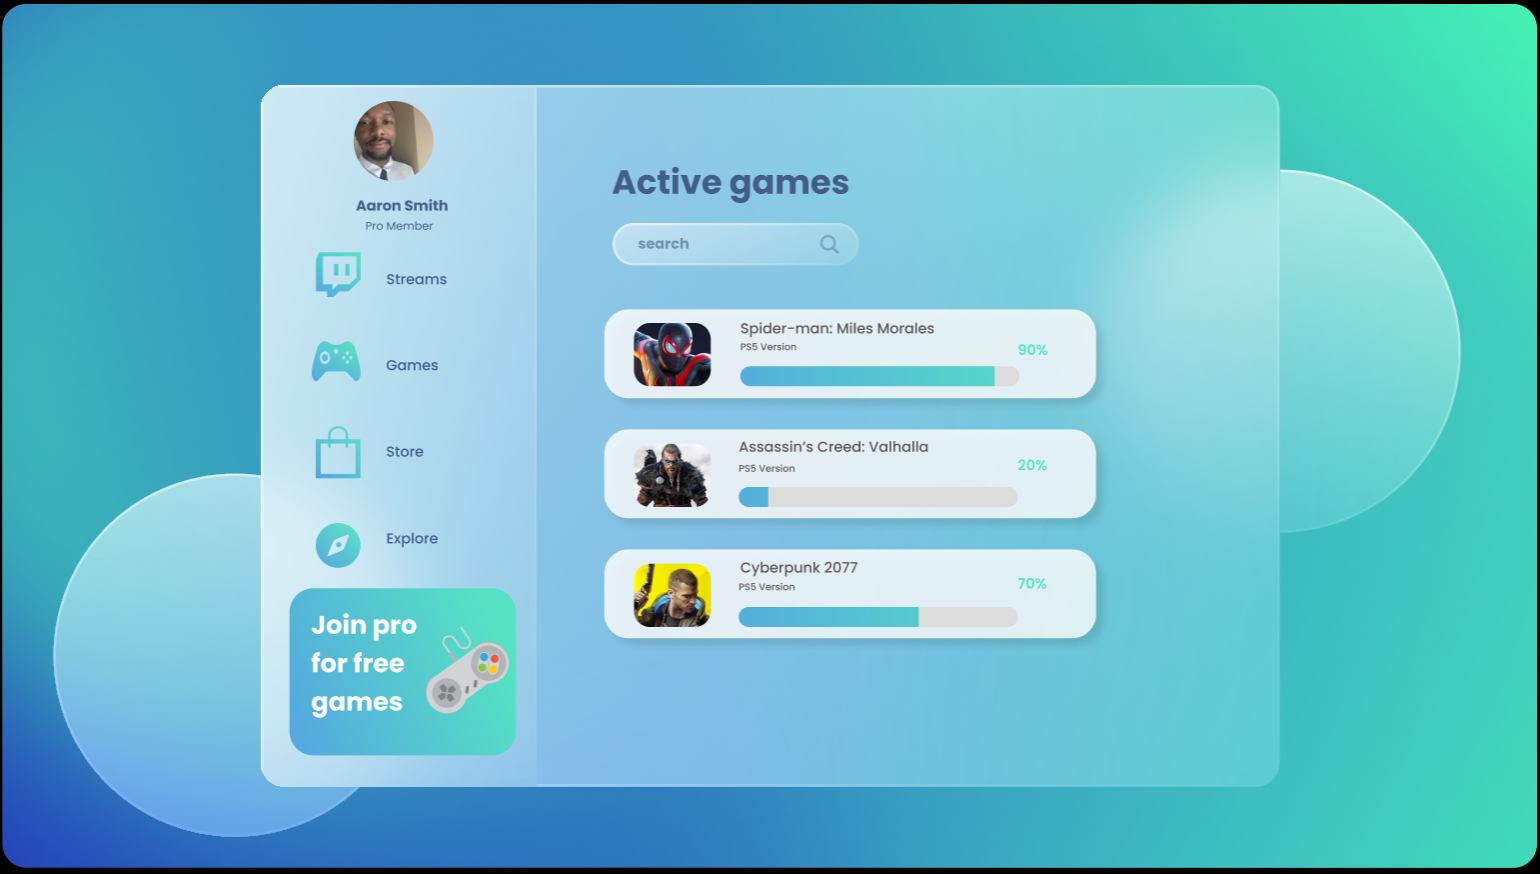 Aaron Smith
Pro Member
Streams
Games
Store
Explore
Join pro
for free
games
Active games
search
Spider-man: Miles Morales
PS5 Version
90%
Assassin’s Creed: Valhalla
PS5 Version
20%
Cyberpunk 2077
PS5 Version
70%